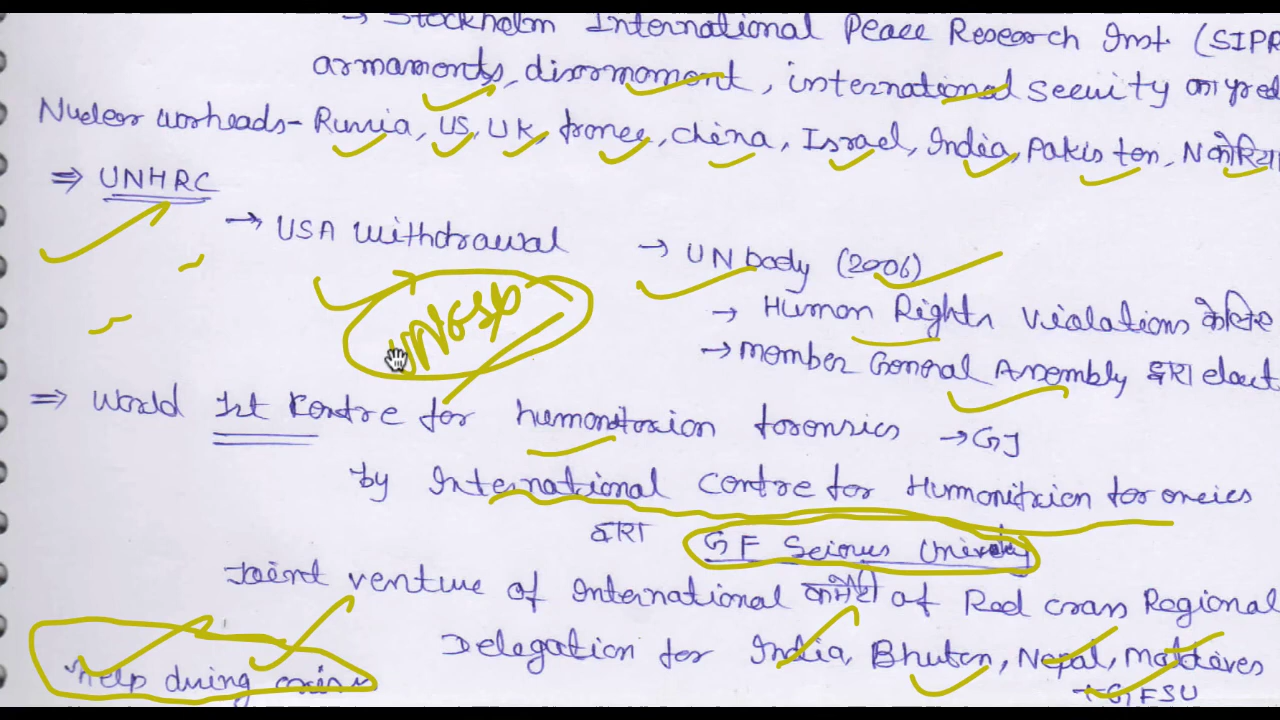 → Stockholm International Peace Research Inst. (SIPR
armaments, disarmament, international security का pred
Nuclear warheads - Russia, US, UK, France, China, Israel, India, Pakistan, N कोरिया
⇒ UNHRC
→ USA withdrawal → UN body (2006)
→ Human Rights violations के लिए
→ member General Assembly द्वारा elect
⇒ World 1st Centre for humanitarian forensics → GJ
by International Centre for Humanitarian forensics
द्वारा GF Sciences University
Joint venture of International कमेटी of Red cross Regional
Delegation for India, Bhutan, Nepal, Maldives
help during crisis + GFSU